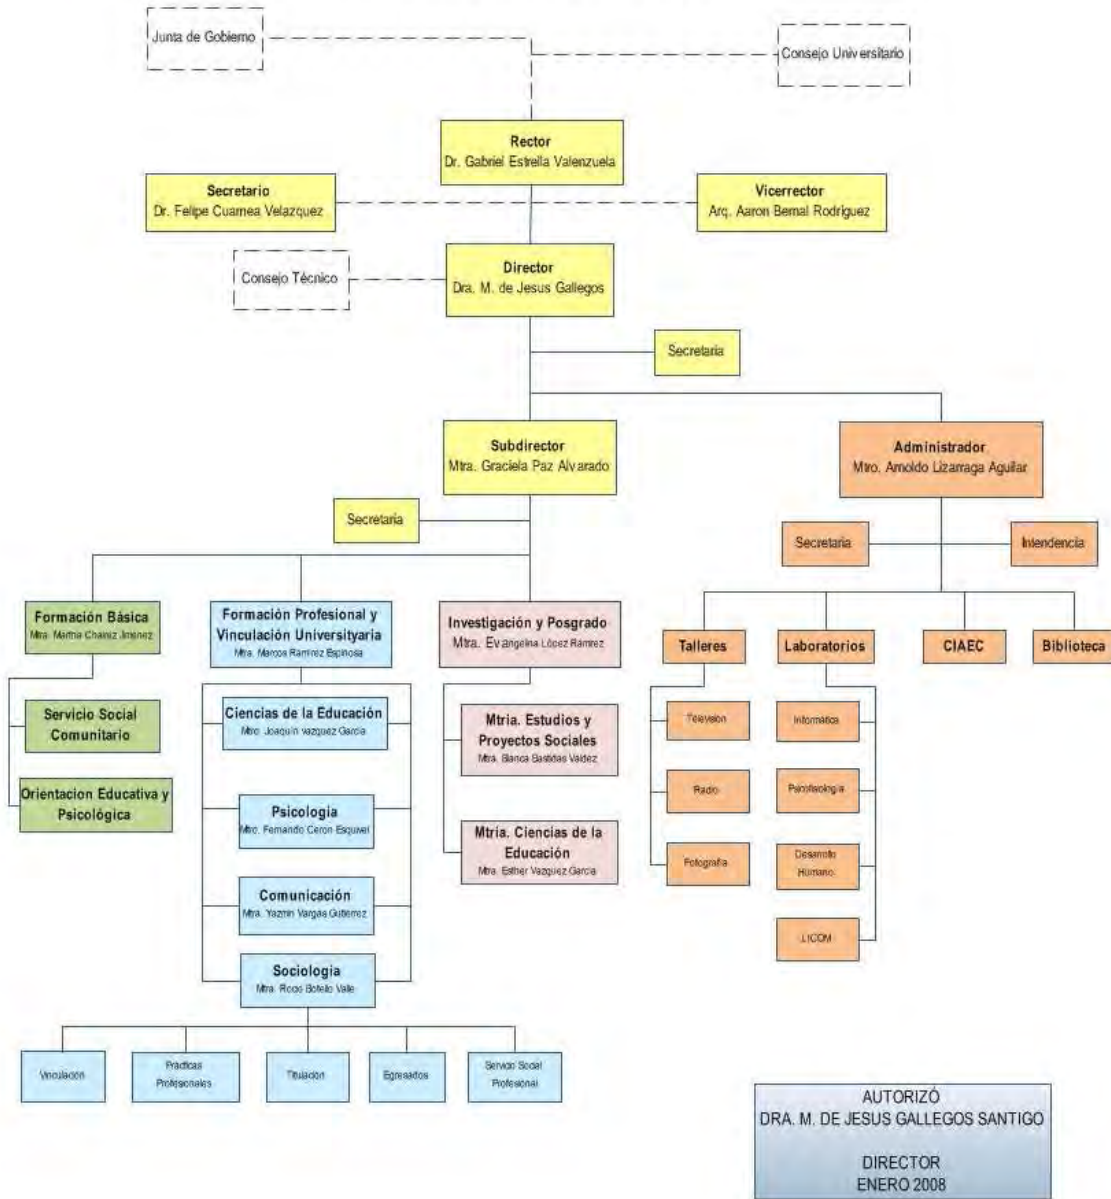 Junta de Gobierno
Consejo Universitario
Rector
Dr. Gabriel Estrella Valenzuela
Secretario
Dr. Felipe Cuamea Velazquez
Vicerrector
Arq. Aaron Bernal Rodriguez
Consejo Técnico
Director
Dra. M. de Jesus Gallegos
Secretaria
Subdirector
Mtra. Graciela Paz Alvarado
Administrador
Mtro. Arnoldo Lizarraga Aguilar
Secretaria
Secretaria
Intendencia
Formación Básica
Mtra. Martha Chairez Jimenez
Formación Profesional y
Vinculación Universityaria
Mtra. Marcos Ramirez Espinosa
Investigación y Posgrado
Mtra. Evangelina López Ramirez
Talleres
Laboratorios
CIAEC
Biblioteca
Servicio Social
Comunitario
Orientacion Educativa y
Psicológica
Ciencias de la Educación
Mtro. Joaquin vazquez Garcia
Psicologia
Mtro. Fernando Ceron Esquivel
Comunicación
Mtra. Yazmin Vargas Gutierrez
Sociologia
Mtra. Rocio Botello Valle
Mtria. Estudios y
Proyectos Sociales
Mtra. Blanca Bastidas Valdez
Mtria. Ciencias de la
Educación
Mtra. Esther Vazquez Garcia
Television
Radio
Fotografia
Informatica
Psicofisiologia
Desarrollo
Humano
LICOM
Vinculación
Practicas
Profesionales
Titulacion
Egresados
Servicio Social
Profesional
AUTORIZÓ
DRA. M. DE JESUS GALLEGOS SANTIGO
DIRECTOR
ENERO 2008